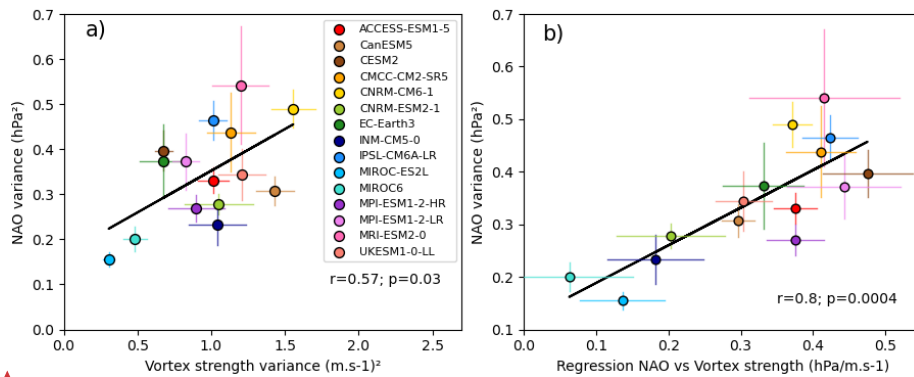 a)
NAO variance (hPa²)
0.7
0.6
0.5
0.4
0.3
0.2
0.1
0.0
ACCESS-ESM1-5
CanESM5
CESM2
CMCC-CM2-SR5
CNRM-CM6-1
CNRM-ESM2-1
EC-Earth3
INM-CM5-0
IPSL-CM6A-LR
MIROC-ES2L
MIROC6
MPI-ESM1-2-HR
MPI-ESM1-2-LR
MRI-ESM2-0
UKESM1-0-LL
r=0.57; p=0.03
0.0 0.5 1.0 1.5 2.0 2.5
Vortex strength variance (m.s-1)²
b)
NAO variance (hPa²)
0.7
0.6
0.5
0.4
0.3
0.2
0.1
r=0.8; p=0.0004
0.0 0.1 0.2 0.3 0.4 0.5
Regression NAO vs Vortex strength (hPa/m.s-1)